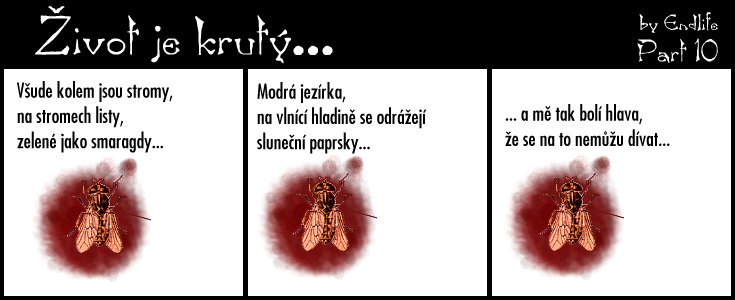 Život je krutý...
by Endlife
Part 10
Všude kolem jsou stromy,
na stromech listy,
zelené jako smaragdy...
Modrá jezírka,
na vlnící hladině se odrážejí
sluneční paprsky...
... a mě tak bolí hlava,
že se na to nemůžu dívat...